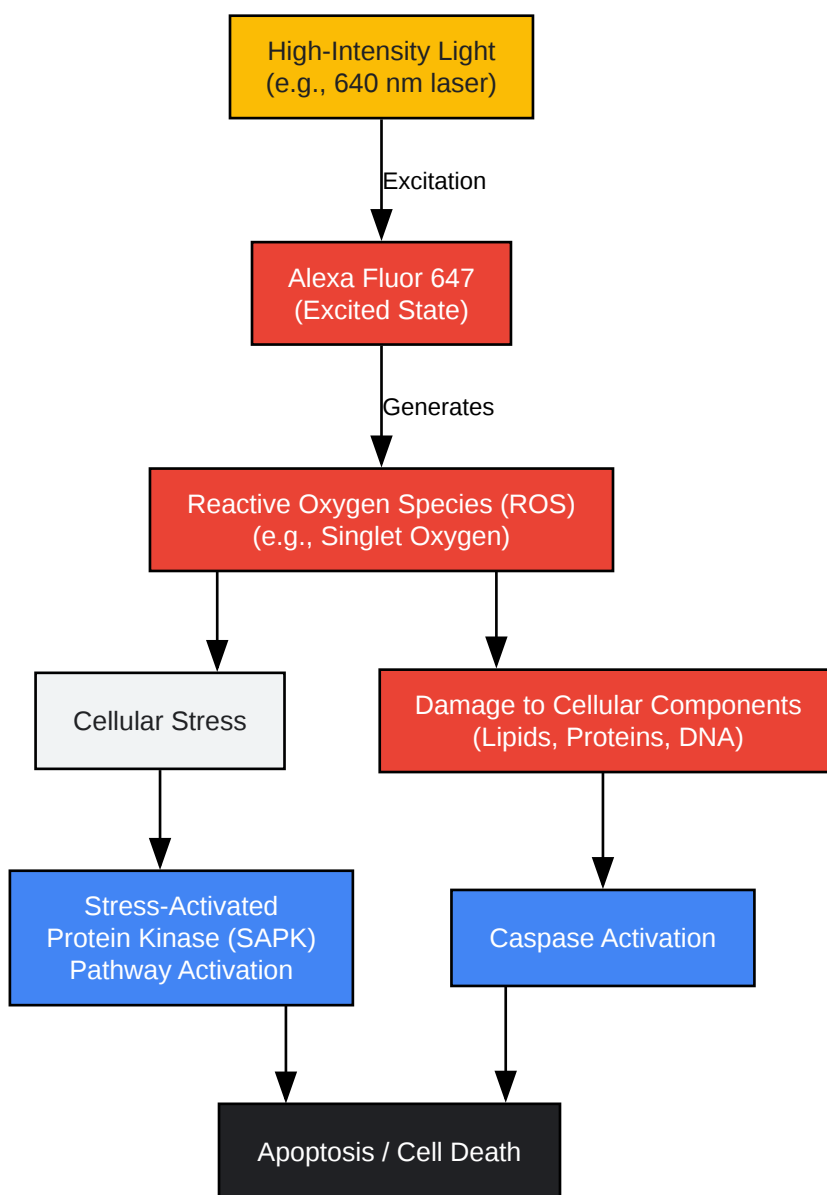 High-Intensity Light
(e.g., 640 nm laser)
Excitation
Alexa Fluor 647
(Excited State)
Generates
Reactive Oxygen Species (ROS)
(e.g., Singlet Oxygen)
Cellular Stress
Damage to Cellular Components
(Lipids, Proteins, DNA)
Stress-Activated
Protein Kinase (SAPK)
Pathway Activation
Caspase Activation
Apoptosis / Cell Death